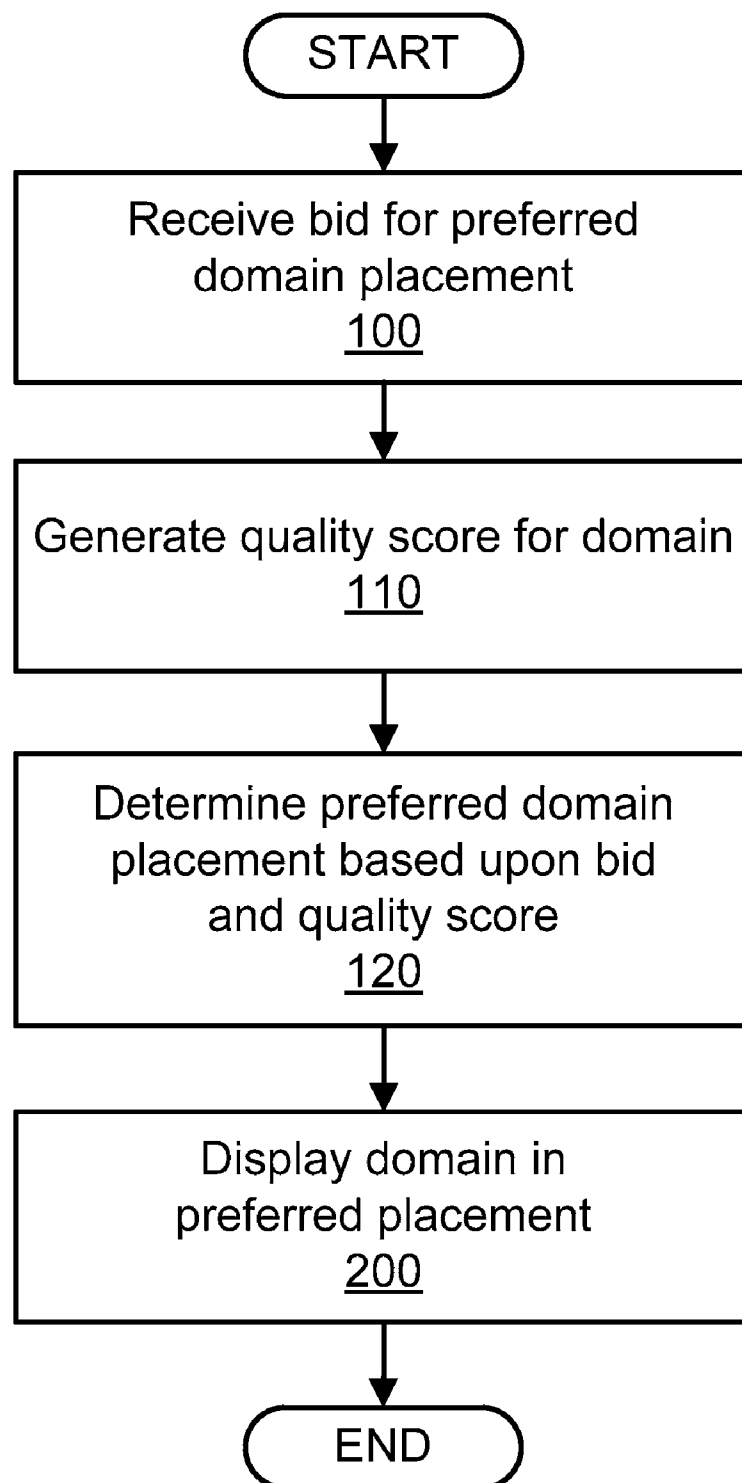 START
Receive bid for preferred
domain placement
100
Generate quality score for domain
110
Determine preferred domain
placement based upon bid
and quality score
120
Display domain in
preferred placement
200
END